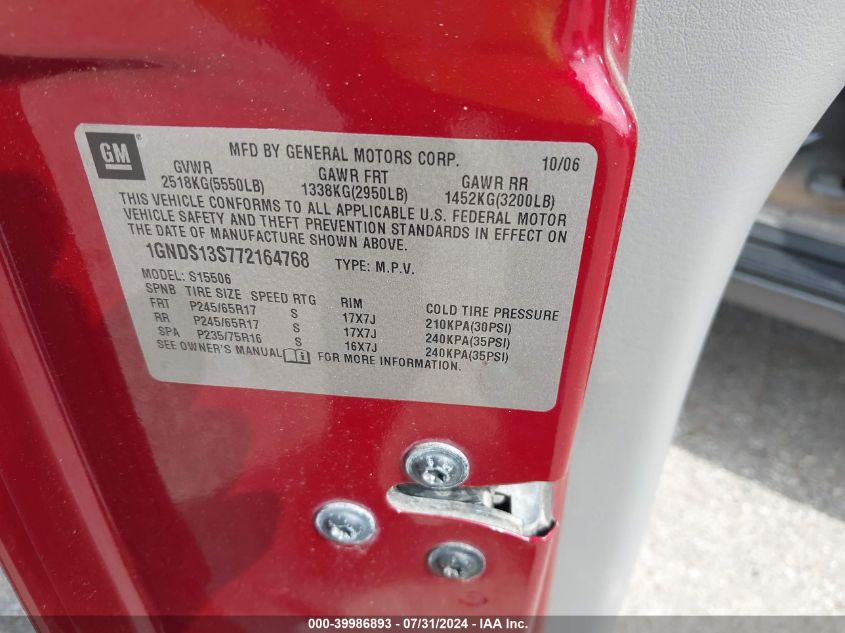 GM
MFD BY GENERAL MOTORS CORP. 10/06
GVWR GAWR FRT GAWR RR
2518KG(5550LB) 1338KG(2950LB) 1452KG(3200LB)
THIS VEHICLE CONFORMS TO ALL APPLICABLE U.S. FEDERAL MOTOR
VEHICLE SAFETY AND THEFT PREVENTION STANDARDS IN EFFECT ON
THE DATE OF MANUFACTURE SHOWN ABOVE.
1GNDS13S772164768 TYPE: M.P.V.
MODEL: S15506
SPNB TIRE SIZE SPEED RTG RIM COLD TIRE PRESSURE
FRT P245/65R17 S 17X7J 210KPA(30PSI)
RR P245/65R17 S 17X7J 240KPA(35PSI)
SPA P235/75R16 S 16X7J 240KPA(35PSI)
SEE OWNER'S MANUAL FOR MORE INFORMATION.
000-39986893 - 07/31/2024 - IAA Inc.